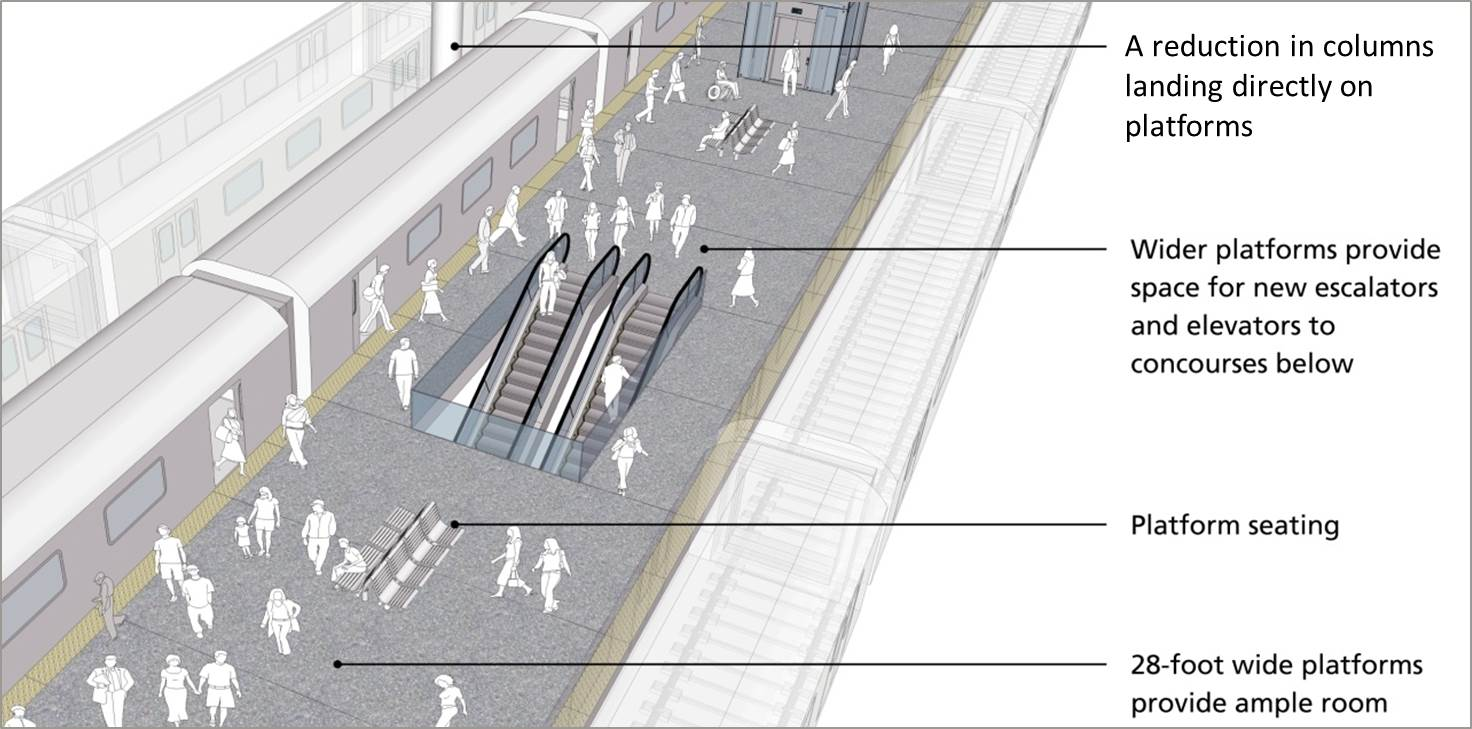 A reduction in columns
landing directly on
platforms
Wider platforms provide
space for new escalators
and elevators to
concourses below
Platform seating
28-foot wide platforms
provide ample room